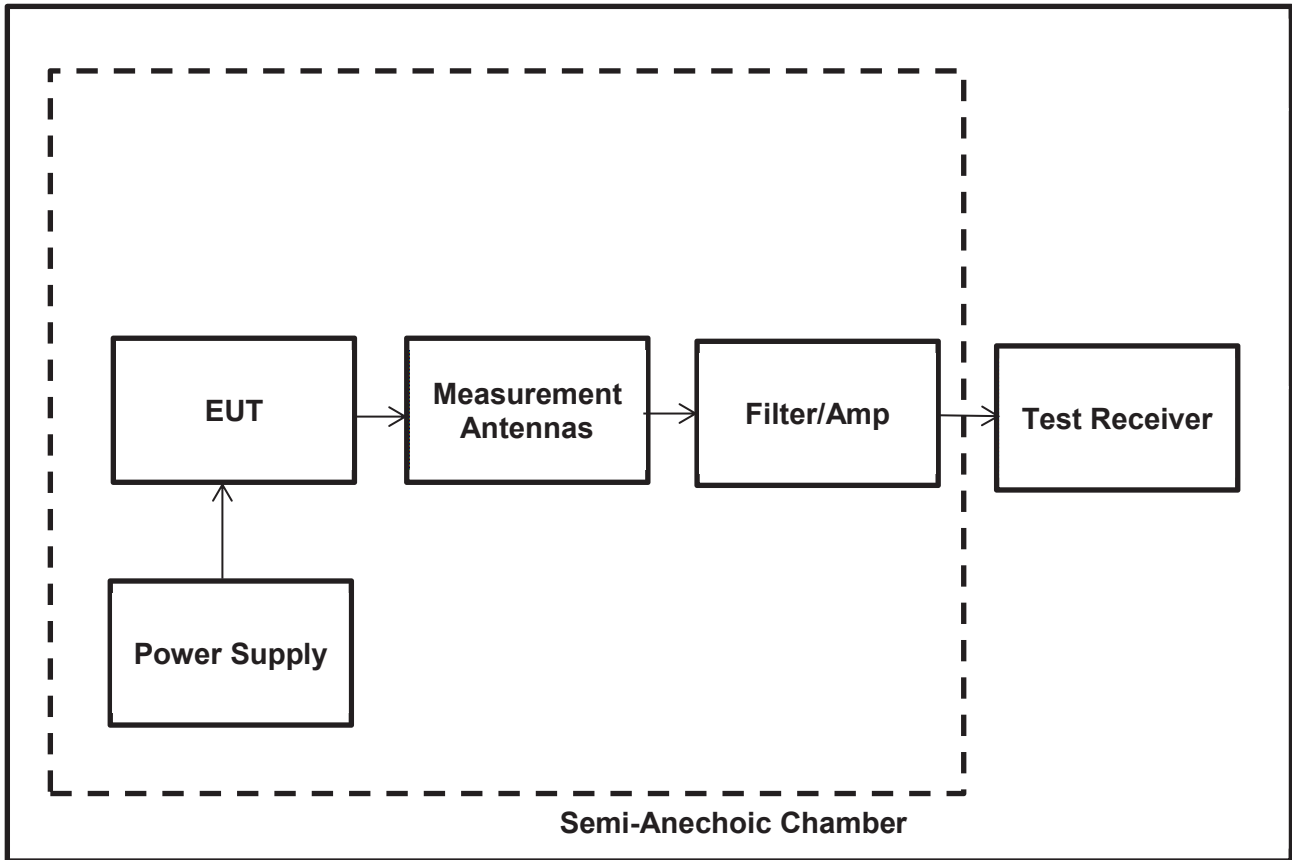 EUT
Measurement
Antennas
Filter/Amp
Test Receiver
Power Supply
Semi-Anechoic Chamber